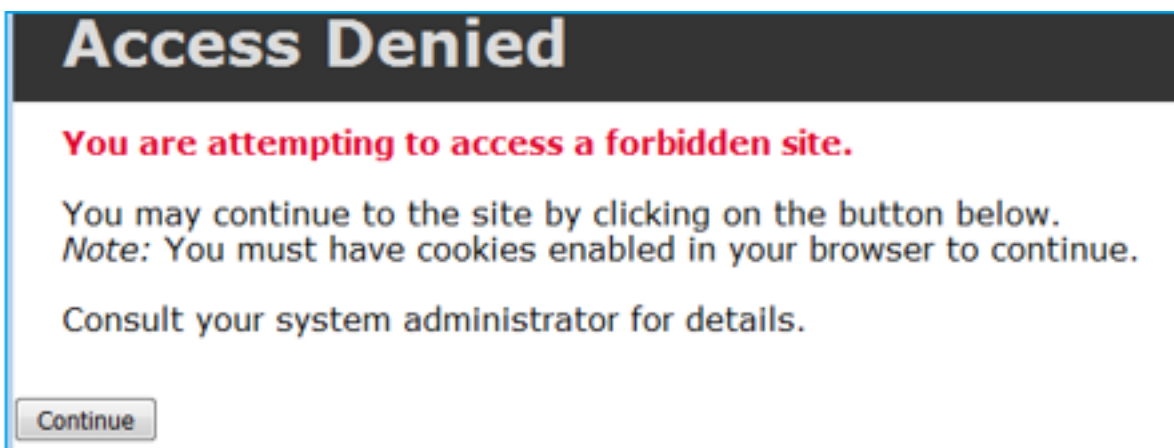 Access Denied
You are attempting to access a forbidden site.
You may continue to the site by clicking on the button below.
Note: You must have cookies enabled in your browser to continue.
Consult your system administrator for details.
Continue